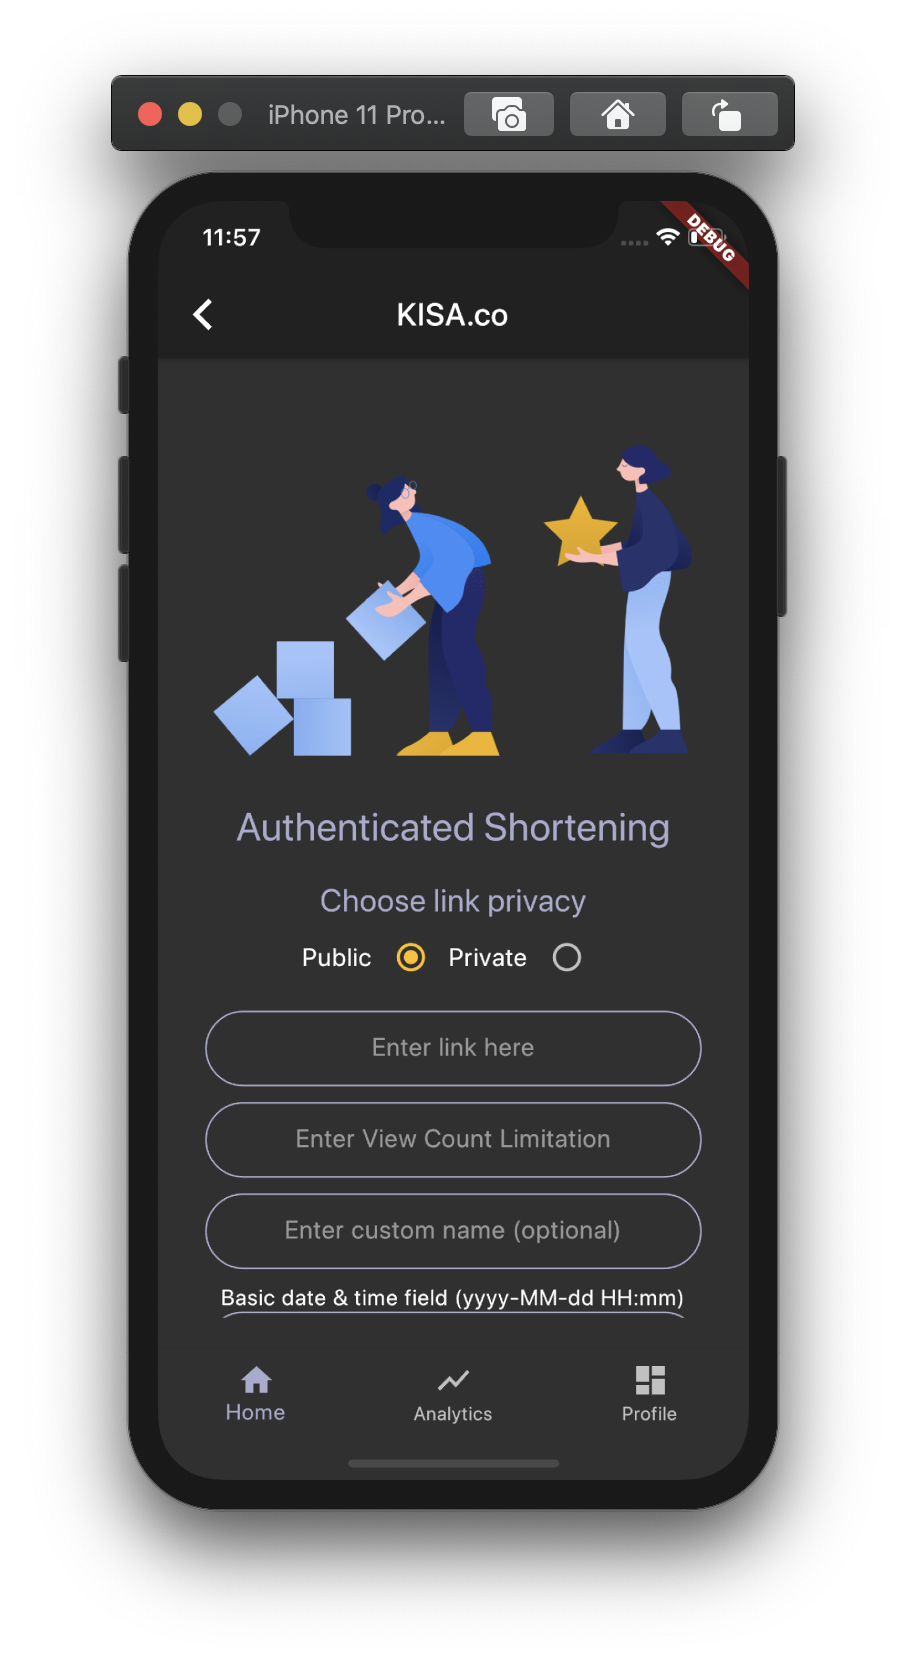 iPhone 11 Pro...
11:57
DEBUG
KISA.co
Authenticated Shortening
Choose link privacy
Public Private
Enter link here
Enter View Count Limitation
Enter custom name (optional)
Basic date & time field (yyyy-MM-dd HH:mm)
Home Analytics Profile